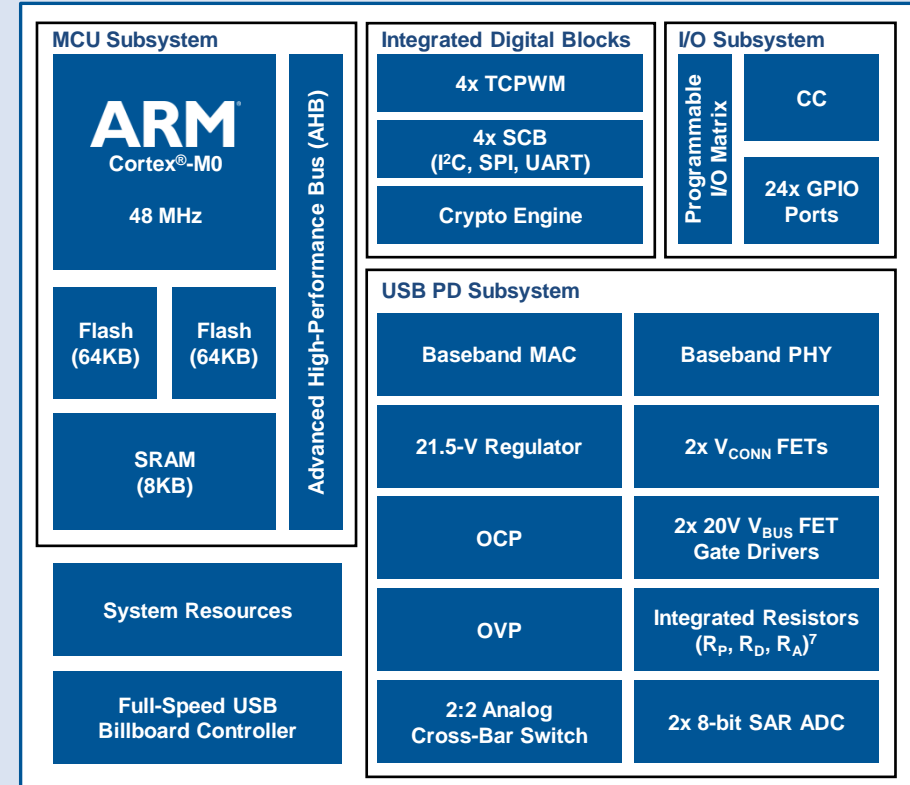 MCU Subsystem
ARM®
Cortex®-M0
48 MHz
Flash
(64KB)
Flash
(64KB)
SRAM
(8KB)
Advanced High-Performance Bus (AHB)
System Resources
Full-Speed USB
Billboard Controller
Integrated Digital Blocks
4x TCPWM
4x SCB
(I²C, SPI, UART)
Crypto Engine
I/O Subsystem
Programmable
I/O Matrix
CC
24x GPIO
Ports
USB PD Subsystem
Baseband MAC
Baseband PHY
21.5-V Regulator
2x VCONN FETs
OCP
2x 20V VBUS FET
Gate Drivers
OVP
Integrated Resistors
(RP, RD, RA)⁷
2:2 Analog
Cross-Bar Switch
2x 8-bit SAR ADC